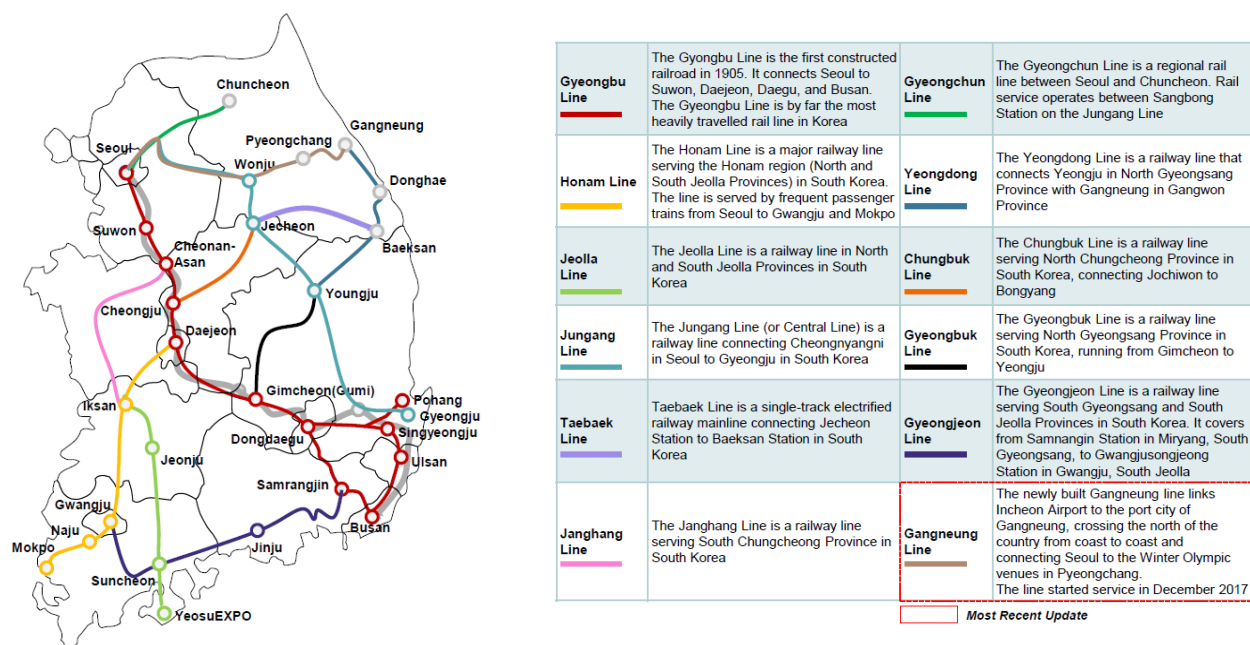 Chuncheon
Gangneung
Pyeongchang
Seoul
Wonju
Donghae
Suwon
Jecheon
Baeksan
Cheonan-
Asan
Youngju
Cheongju
Daejeon
Gimcheon(Gumi)
Pohang
Iksan
Gyeongju
Dongdaegu
Singyeongju
Jeonju
Ulsan
Samrangjin
Gwangju
Naju
Busan
Mokpo
Jinju
Suncheon
YeosuEXPO
Gyeongbu
Line
The Gyongbu Line is the first constructed
railroad in 1905. It connects Seoul to
Suwon, Daejeon, Daegu, and Busan.
The Gyeongbu Line is by far the most
heavily travelled rail line in Korea
Gyeongchun
Line
The Gyeongchun Line is a regional rail
line between Seoul and Chuncheon. Rail
service operates between Sangbong
Station on the Jungang Line
Honam Line
The Honam Line is a major railway line
serving the Honam region (North and
South Jeolla Provinces) in South Korea.
The line is served by frequent passenger
trains from Seoul to Gwangju and Mokpo
Yeongdong
Line
The Yeongdong Line is a railway line that
connects Yeongju in North Gyeongsang
Province with Gangneung in Gangwon
Province
Jeolla
Line
The Jeolla Line is a railway line in North
and South Jeolla Provinces in South
Korea
Chungbuk
Line
The Chungbuk Line is a railway line
serving North Chungcheong Province in
South Korea, connecting Jochiwon to
Bongyang
Jungang
Line
The Jungang Line (or Central Line) is a
railway line connecting Cheongnyangni
in Seoul to Gyeongju in South Korea
Gyeongbuk
Line
The Gyeongbuk Line is a railway line
serving North Gyeongsang Province in
South Korea, running from Gimcheon to
Yeongju
Taebaek
Line
Taebaek Line is a single-track electrified
railway mainline connecting Jecheon
Station to Baeksan Station in South
Korea
Gyeongjeon
Line
The Gyeongjeon Line is a railway line
serving South Gyeongsang and South
Jeolla Provinces in South Korea. It covers
from Samnangin Station in Miryang, South
Gyeongsang, to Gwangjusongjeong
Station in Gwangju, South Jeolla
Janghang
Line
The Janghang Line is a railway line
serving South Chungcheong Province in
South Korea
Gangneung
Line
The newly built Gangneung line links
Incheon Airport to the port city of
Gangneung, crossing the north of the
country from coast to coast and
connecting Seoul to the Winter Olympic
venues in Pyeongchang.
The line started service in December 2017
Most Recent Update